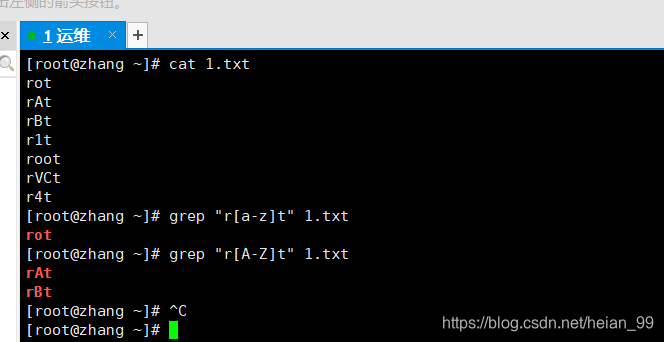 击左侧的箭头按钮。
× 1 运维 × +
[root@zhang ~]# cat 1.txt
rot
rAt
rBt
r1t
root
rVCt
r4t
[root@zhang ~]# grep "r[a-z]t" 1.txt
rot
[root@zhang ~]# grep "r[A-Z]t" 1.txt
rAt
rBt
[root@zhang ~]# ^C
[root@zhang ~]#
https://blog.csdn.net/heian_99